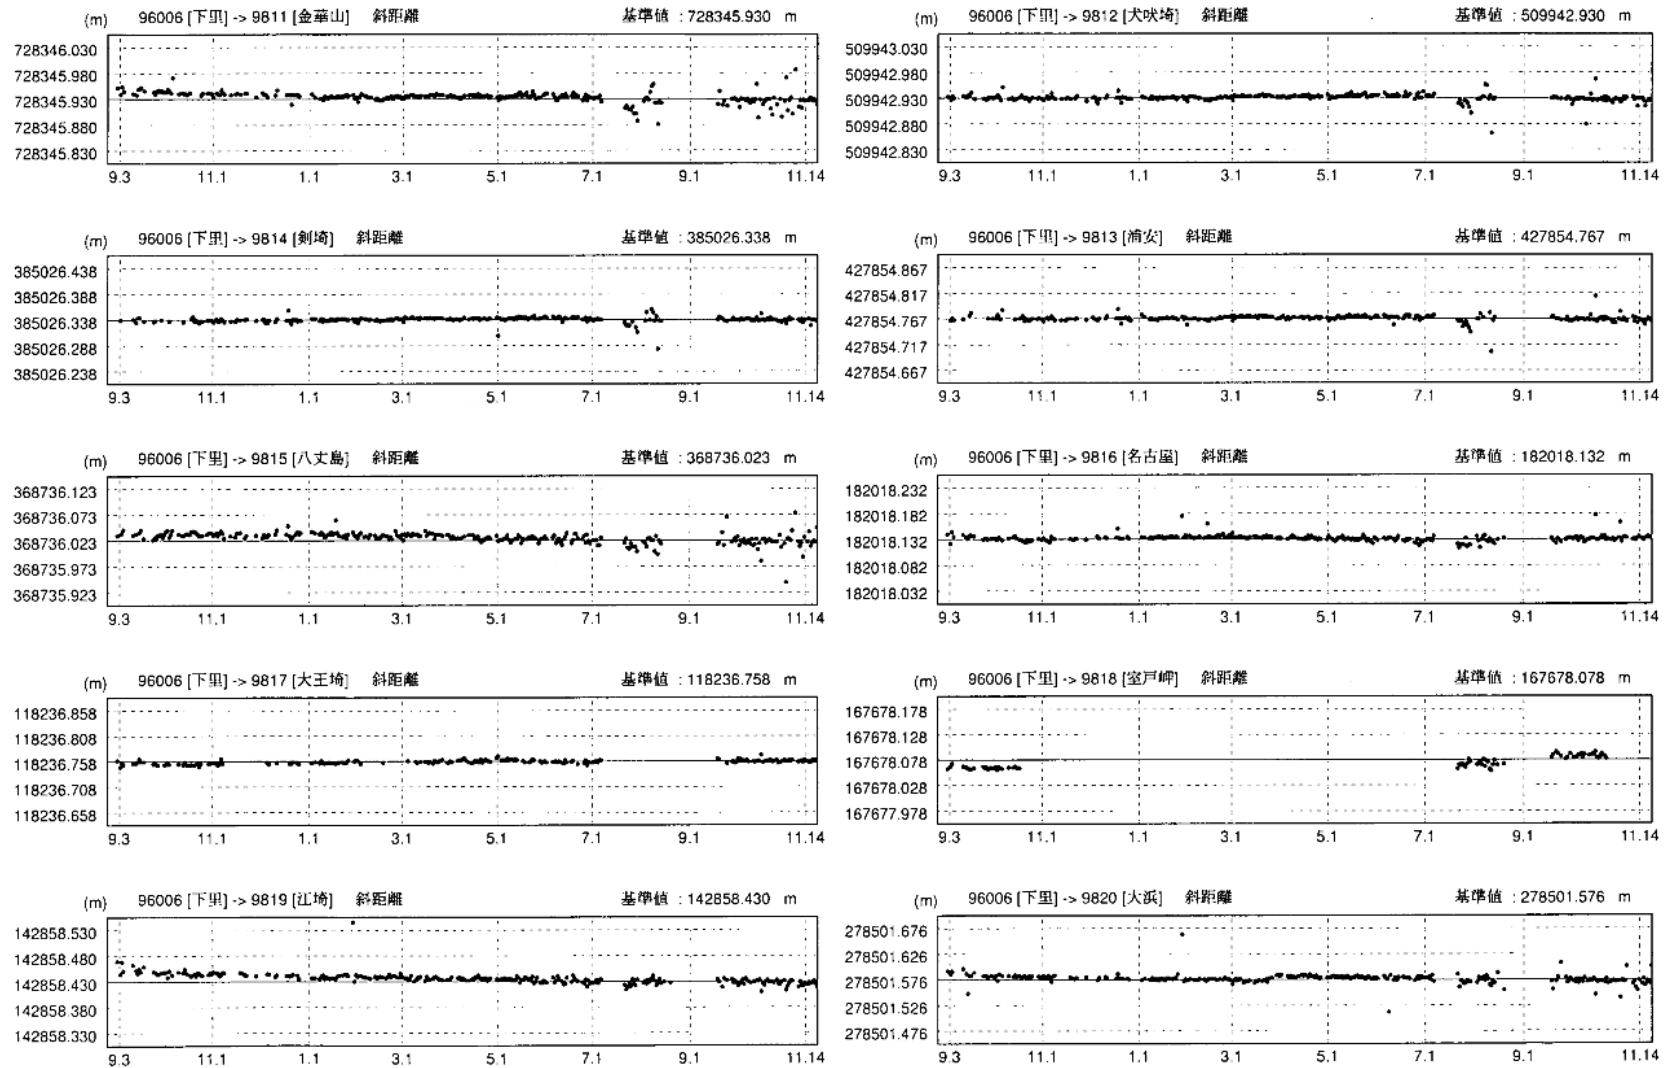 (m) 96006 [下里] -> 9811 [金華山] 斜距離 基準値 : 728345.930 m
728346.030
728345.980
728345.930
728345.880
728345.830
9.3 11.1 1.1 3.1 5.1 7.1 9.1 11.14
(m) 96006 [下里] -> 9812 [犬吠埼] 斜距離 基準値 : 509942.930 m
509943.030
509942.980
509942.930
509942.880
509942.830
9.3 11.1 1.1 3.1 5.1 7.1 9.1 11.14
(m) 96006 [下里] -> 9814 [剣埼] 斜距離 基準値 : 385026.338 m
385026.438
385026.388
385026.338
385026.288
385026.238
9.3 11.1 1.1 3.1 5.1 7.1 9.1 11.14
(m) 96006 [下里] -> 9813 [浦安] 斜距離 基準値 : 427854.767 m
427854.867
427854.817
427854.767
427854.717
427854.667
9.3 11.1 1.1 3.1 5.1 7.1 9.1 11.14
(m) 96006 [下里] -> 9815 [八丈島] 斜距離 基準値 : 368736.023 m
368736.123
368736.073
368736.023
368735.973
368735.923
9.3 11.1 1.1 3.1 5.1 7.1 9.1 11.14
(m) 96006 [下里] -> 9816 [名古屋] 斜距離 基準値 : 182018.132 m
182018.232
182018.182
182018.132
182018.082
182018.032
9.3 11.1 1.1 3.1 5.1 7.1 9.1 11.14
(m) 96006 [下里] -> 9817 [大王埼] 斜距離 基準値 : 118236.758 m
118236.858
118236.808
118236.758
118236.708
118236.658
9.3 11.1 1.1 3.1 5.1 7.1 9.1 11.14
(m) 96006 [下里] -> 9818 [室戸岬] 斜距離 基準値 : 167678.078 m
167678.178
167678.128
167678.078
167678.028
167677.978
9.3 11.1 1.1 3.1 5.1 7.1 9.1 11.14
(m) 96006 [下里] -> 9819 [江埼] 斜距離 基準値 : 142858.430 m
142858.530
142858.480
142858.430
142858.380
142858.330
9.3 11.1 1.1 3.1 5.1 7.1 9.1 11.14
(m) 96006 [下里] -> 9820 [大浜] 斜距離 基準値 : 278501.576 m
278501.676
278501.626
278501.576
278501.526
278501.476
9.3 11.1 1.1 3.1 5.1 7.1 9.1 11.14